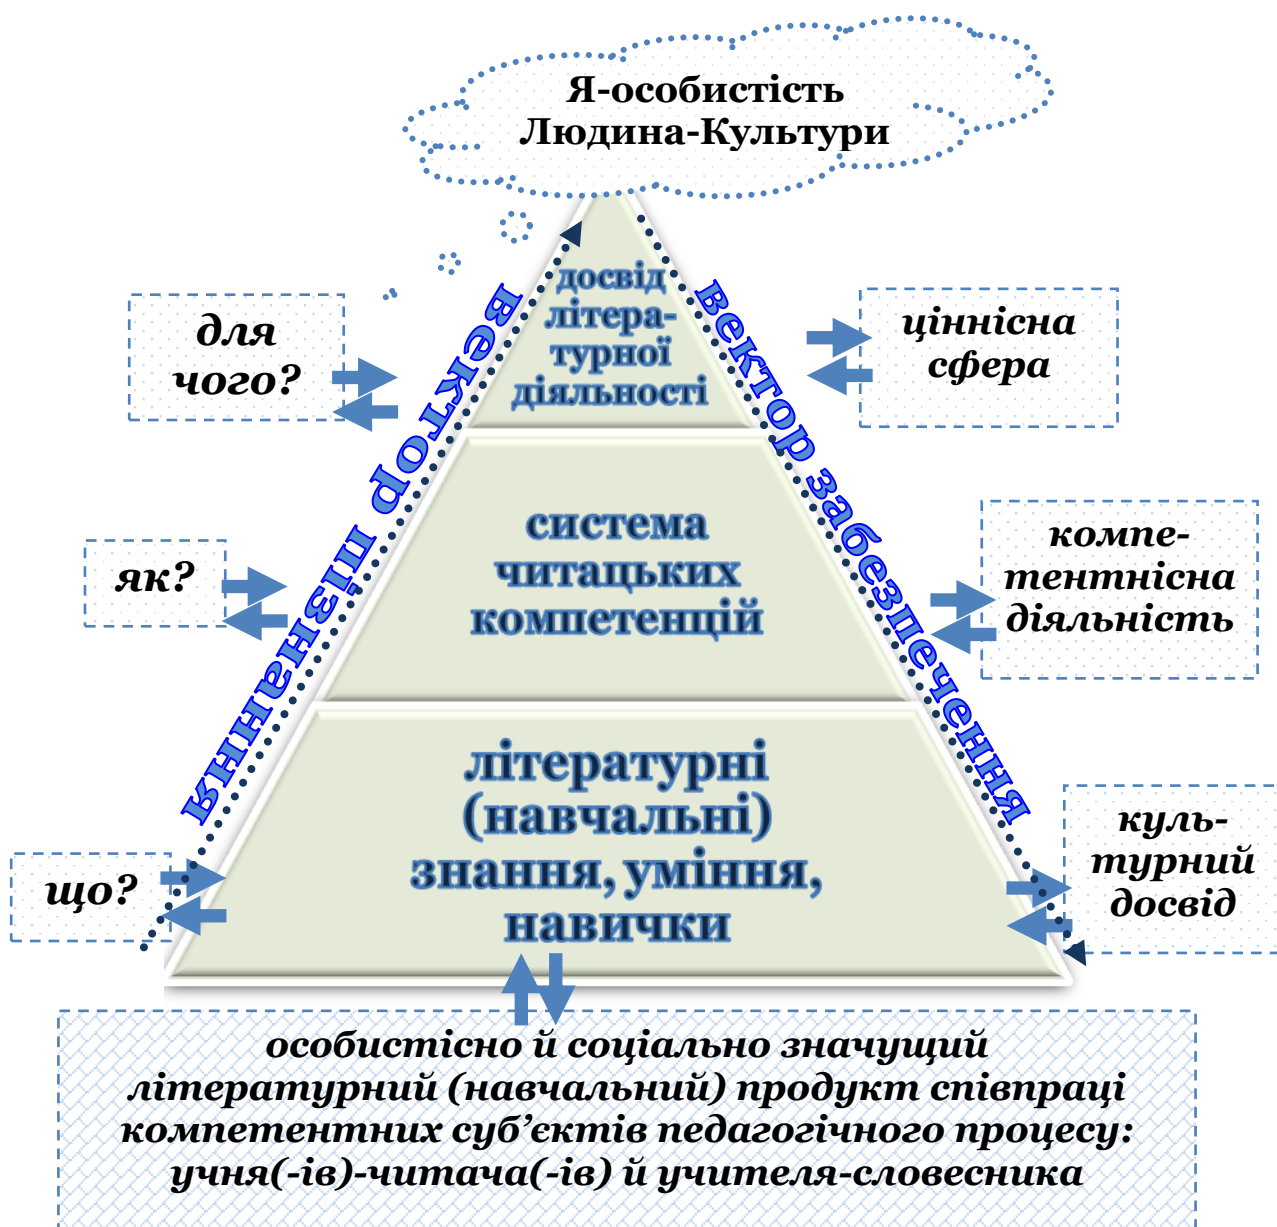 Я-особистість
Людина-Культури
досвід
літера-
турної
діяльності
для
чого?
вектор пізнання
вектор забезпечення
ціннісна
сфера
система
читацьких
компетенцій
як?
компе-
тентнісна
діяльність
літературні
(навчальні)
знання, уміння,
навички
що?
куль-
турний
досвід
особистісно й соціально значущий
літературний (навчальний) продукт співпраці
компетентних суб’єктів педагогічного процесу:
учня(-ів)-читача(-ів) й учителя-словесника